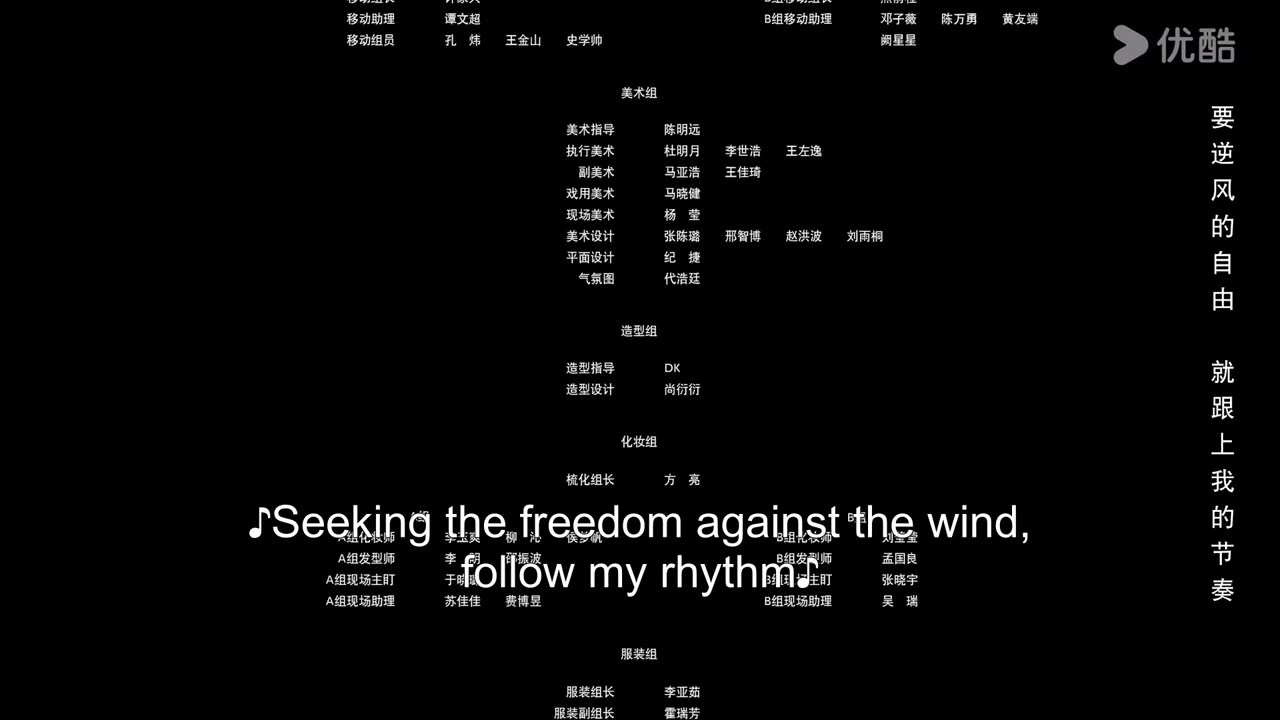 移动助理 谭文超 B组移动助理 邓子薇 陈万勇 黄友端
移动组员 孔 炜 王金山 史学帅 阙星星
优酷
美术组
美术指导 陈明远
执行美术 杜明月 李世浩 王左逸
副美术 马亚浩 王佳琦
戏用美术 马晓健
现场美术 杨 莹
美术设计 张陈璐 邢智博 赵洪波 刘雨桐
平面设计 纪 捷
气氛图 代浩廷
造型组
造型指导 DK
造型设计 尚衍衍
化妆组
梳化组长 方 亮
♪Seeking the freedom against the wind,
follow my rhythm♪
A组发型师 李 明 振波 B组发型师 孟国良
A组现场主盯 张晓宇
A组现场助理 苏佳佳 费博昱 B组现场助理 吴 瑞
服装组
服装组长 李亚茹
服装副组长 霍瑞芳
要逆风的自由 就跟上我的节奏